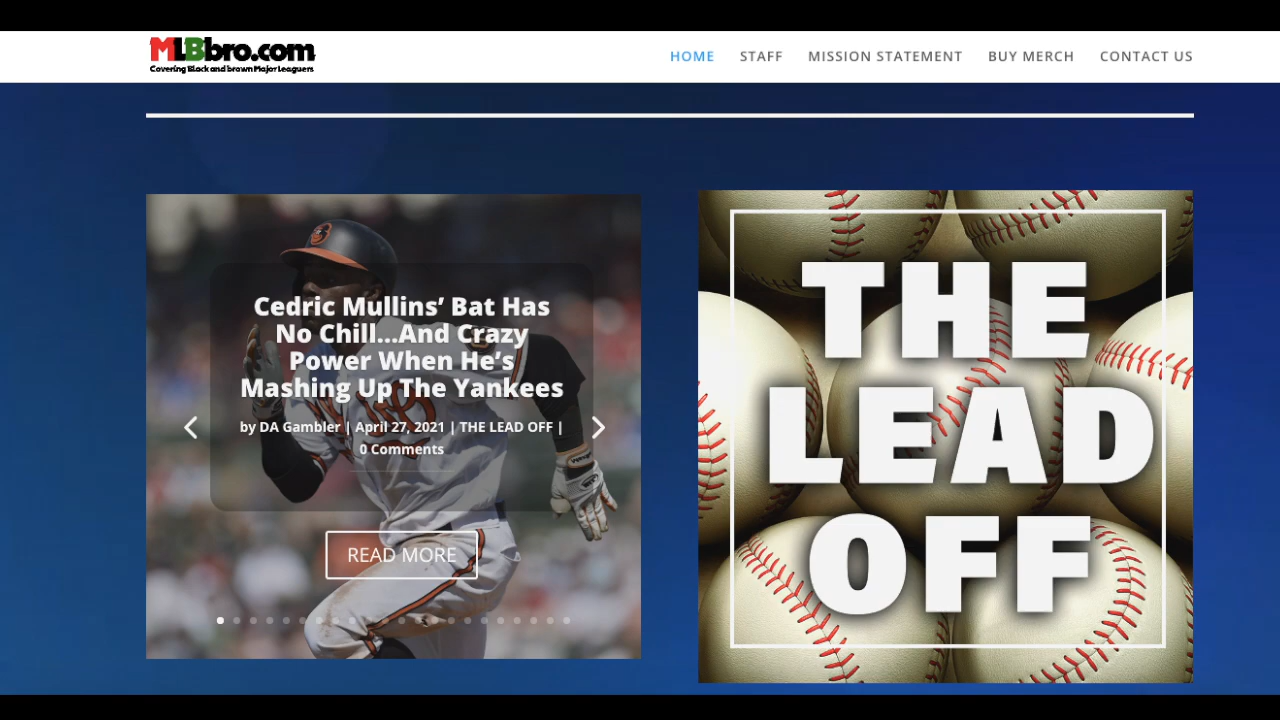 MLBbro.com
Covering Black and brown Major Leaguers
HOME STAFF MISSION STATEMENT BUY MERCH CONTACT US
Cedric Mullins’ Bat Has
No Chill...And Crazy
Power When He’s
Mashing Up The Yankees
by DA Gambler | April 27, 2021 | THE LEAD OFF |
0 Comments
READ MORE
THE
LEAD
OFF